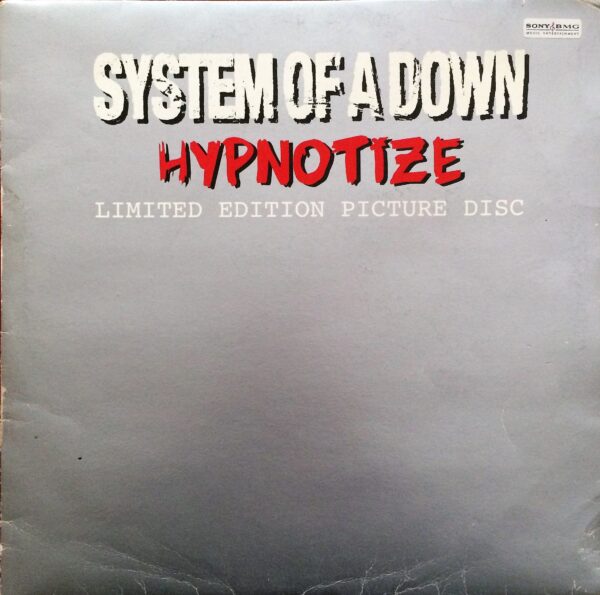 SONY BMG
MUSIC ENTERTAINMENT
SYSTEM OF A DOWN
HYPNOTIZE
LIMITED EDITION PICTURE DISC